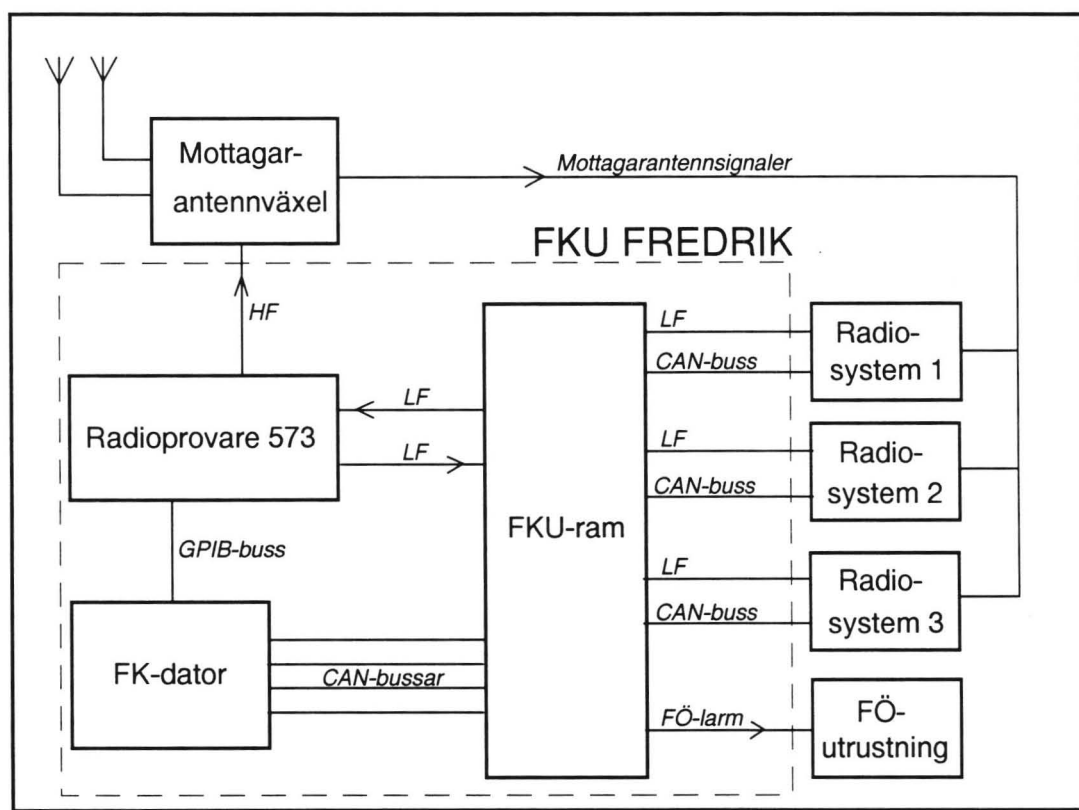 Mottagar-
antennväxel
Mottagarantennsignaler
FKU FREDRIK
HF
LF
Radio-
system 1
CAN-buss
Radioprovare 573
LF
LF
LF
Radio-
system 2
CAN-buss
FKU-ram
GPIB-buss
LF
Radio-
system 3
CAN-buss
FK-dator
CAN-bussar
FÖ-larm
FÖ-
utrustning